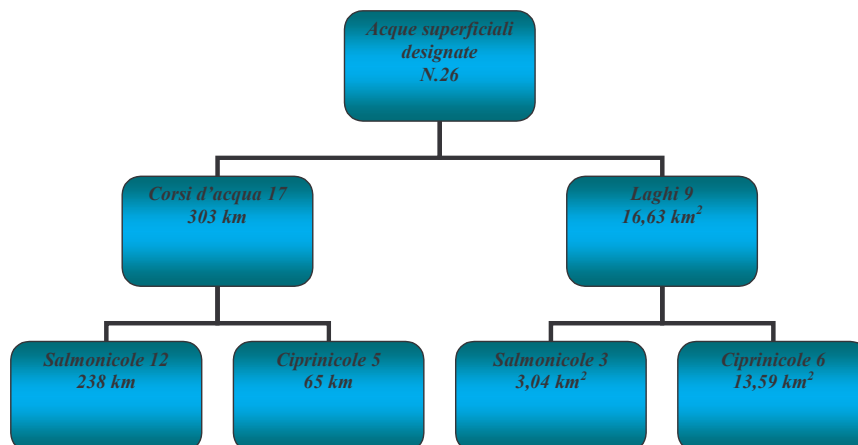 Acque superficiali
designate
N.26
Corsi d'acqua 17
303 km
Laghi 9
16,63 km²
Salmonicole 12
238 km
Ciprinicole 5
65 km
Salmonicole 3
3,04 km²
Ciprinicole 6
13,59 km²